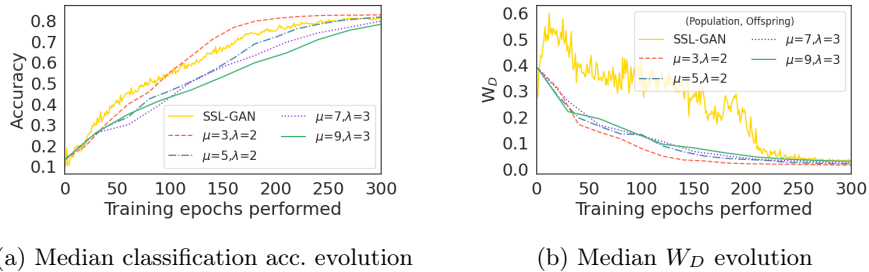 0.8
0.7
0.6
0.5
0.4
0.3
0.2
0.1
Accuracy
SSL-GAN
μ=3,λ=2
μ=5,λ=2
μ=7,λ=3
μ=9,λ=3
0 50 100 150 200 250 300
Training epochs performed
(a) Median classification acc. evolution
0.6
0.5
0.4
0.3
0.2
0.1
0.0
W_D
(Population, Offspring)
SSL-GAN
μ=3,λ=2
μ=5,λ=2
μ=7,λ=3
μ=9,λ=3
0 50 100 150 200 250 300
Training epochs performed
(b) Median W_D evolution